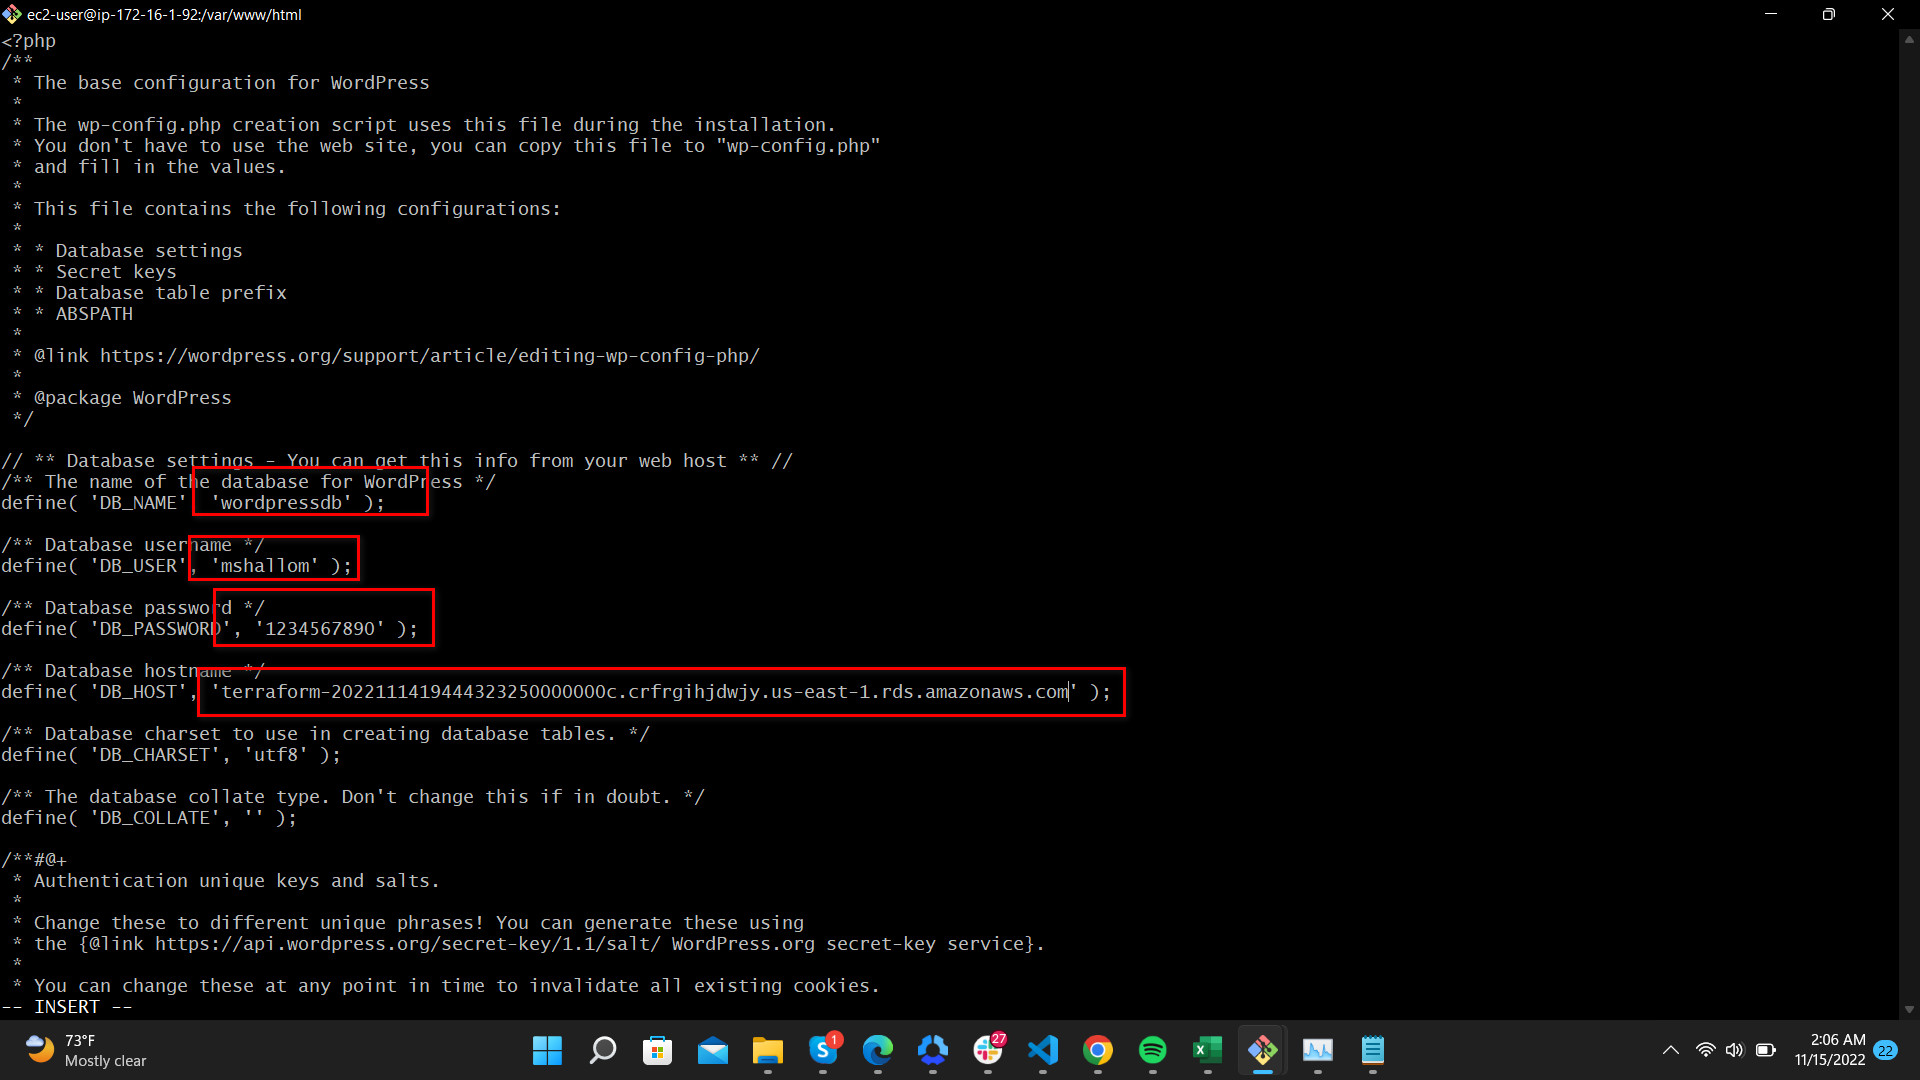 ec2-user@ip-172-16-1-92:/var/www/html
<?php
/**
 * The base configuration for WordPress
 *
 * The wp-config.php creation script uses this file during the installation.
 * You don't have to use the web site, you can copy this file to "wp-config.php"
 * and fill in the values.
 *
 * This file contains the following configurations:
 *
 * * Database settings
 * * Secret keys
 * * Database table prefix
 * * ABSPATH
 *
 * @link https://wordpress.org/support/article/editing-wp-config-php/
 *
 * @package WordPress
 */
// ** Database settings - You can get this info from your web host ** //
/** The name of the database for WordPress */
define( 'DB_NAME' 'wordpressdb' );
/** Database username */
define( 'DB_USER', 'mshallom' );
/** Database password */
define( 'DB_PASSWORD', '1234567890' );
/** Database hostname */
define( 'DB_HOST', 'terraform-20221114194443232500000000c.crfrgihjdwjy.us-east-1.rds.amazonaws.com' );
/** Database charset to use in creating database tables. */
define( 'DB_CHARSET', 'utf8' );
/** The database collate type. Don't change this if in doubt. */
define( 'DB_COLLATE', '' );
/**#@+
 * Authentication unique keys and salts.
 *
 * Change these to different unique phrases! You can generate these using
 * the {@link https://api.wordpress.org/secret-key/1.1/salt/ WordPress.org secret-key service}.
 *
 * You can change these at any point in time to invalidate all existing cookies.
-- INSERT --
73°F
Mostly clear
1
27
2:06 AM
11/15/2022
22